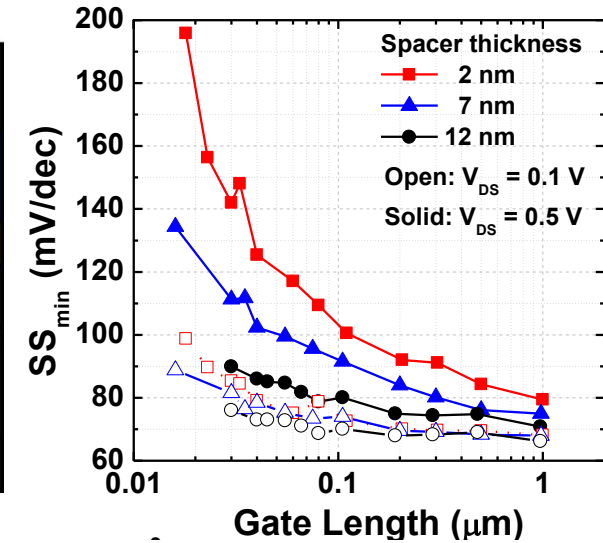 200
180
160
140
120
100
80
60
SSmin (mV/dec)
Spacer thickness
2 nm
7 nm
12 nm
Open: VDS = 0.1 V
Solid: VDS = 0.5 V
0.01 0.1 1
Gate Length (μm)